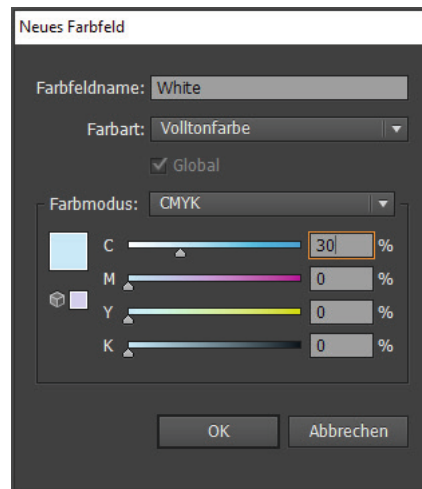 Neues Farbfeld
Farbfeldname: White
Farbart: Volltonfarbe
Global
Farbmodus: CMYK
C 30 %
M 0 %
Y 0 %
K 0 %
OK Abbrechen